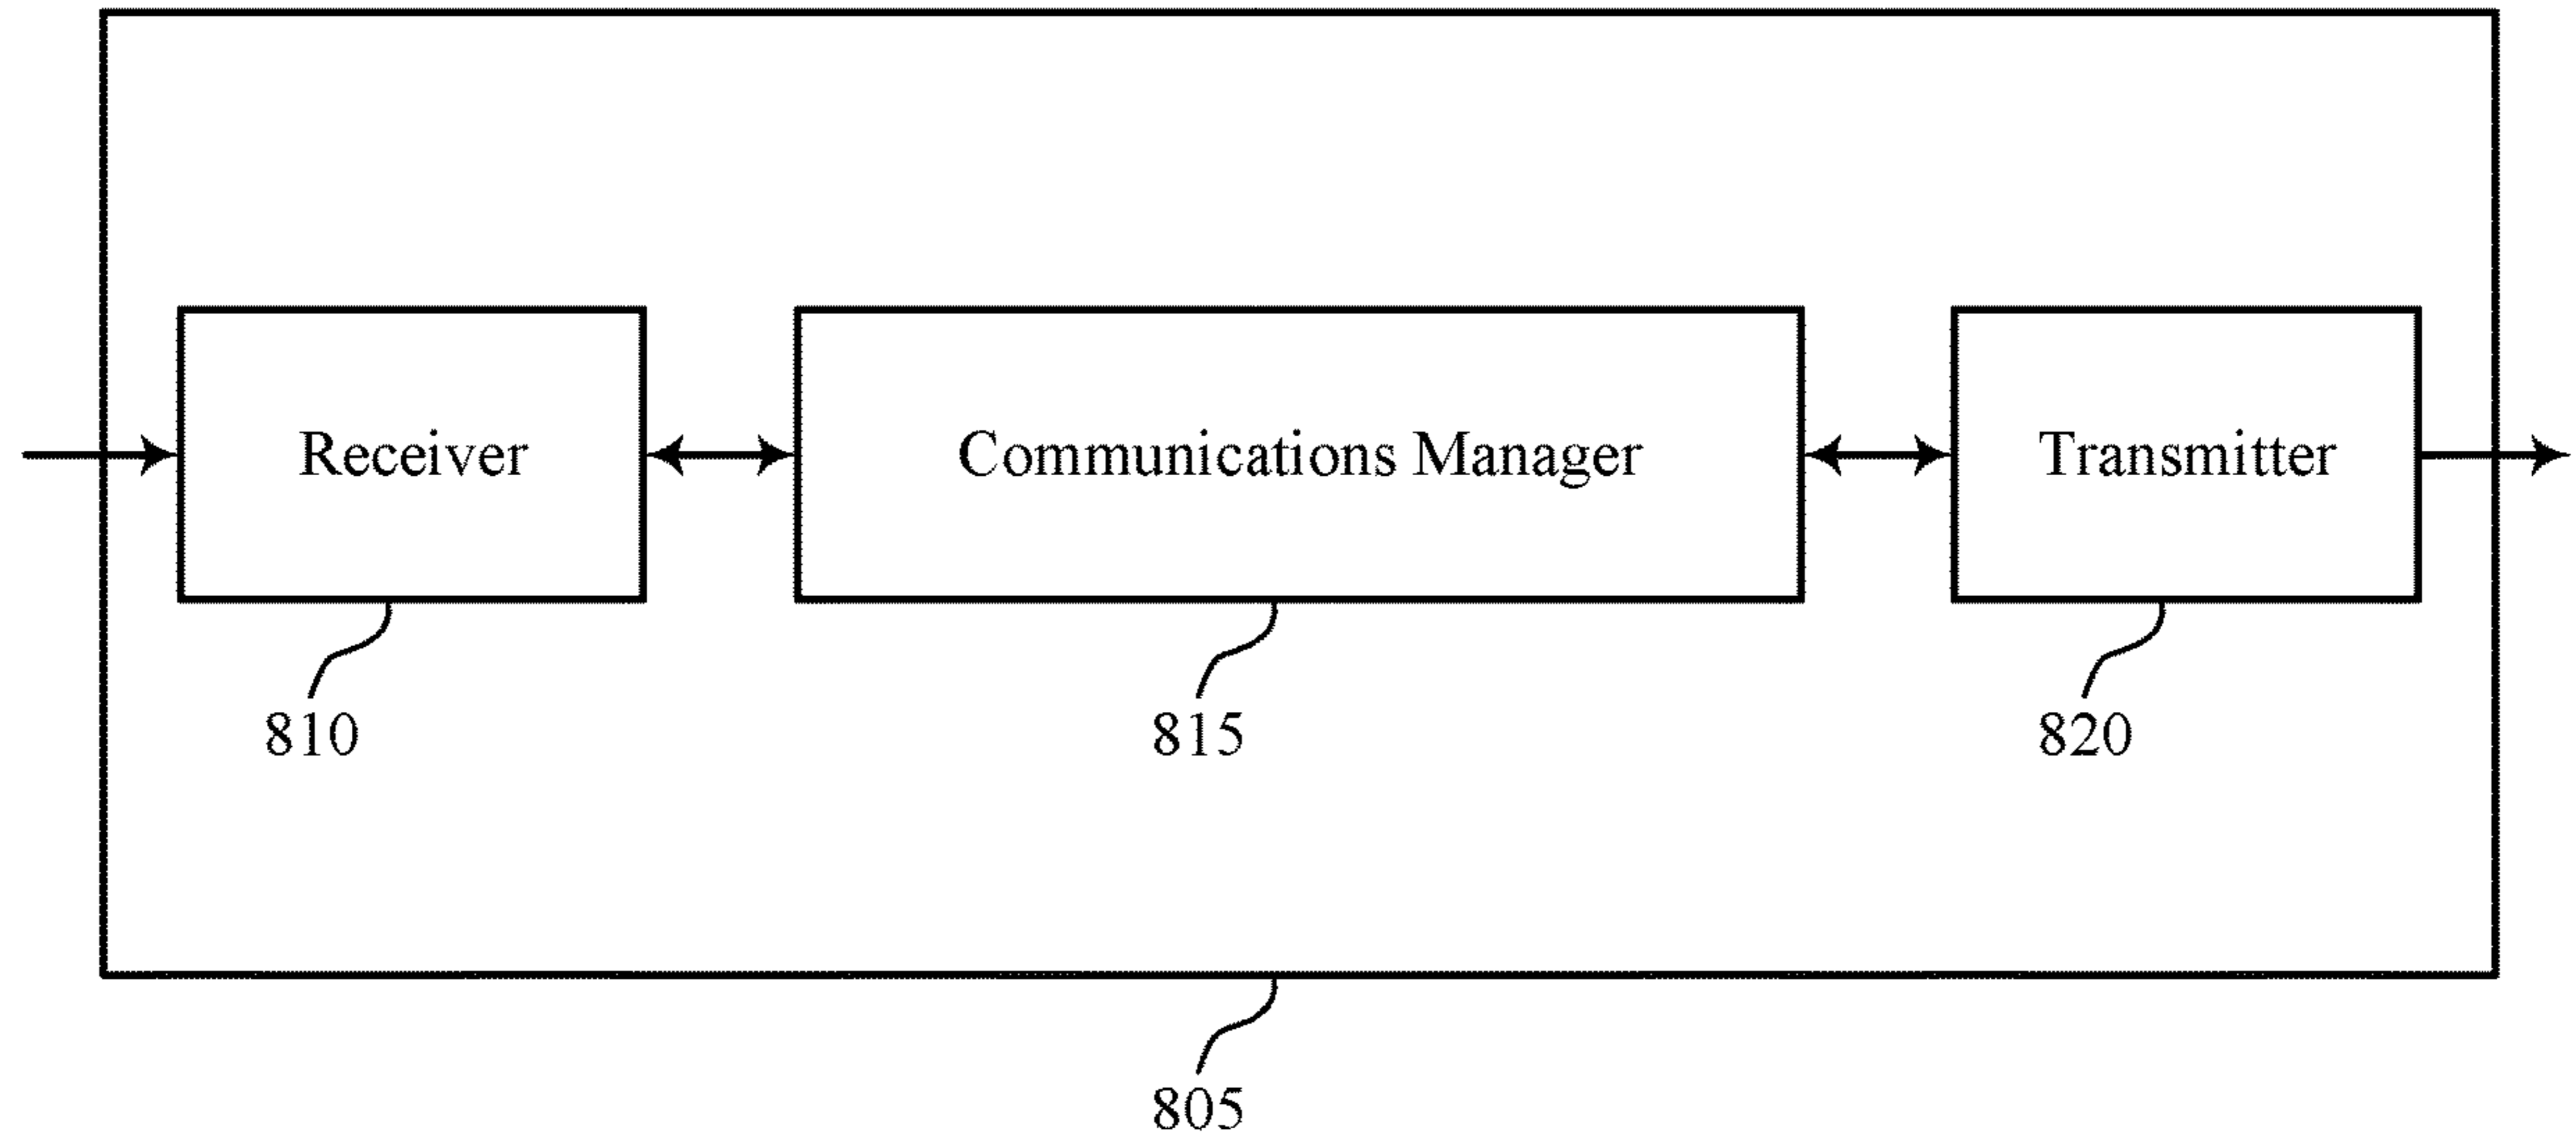 Receiver
Communications Manager
Transmitter
810
815
820
805